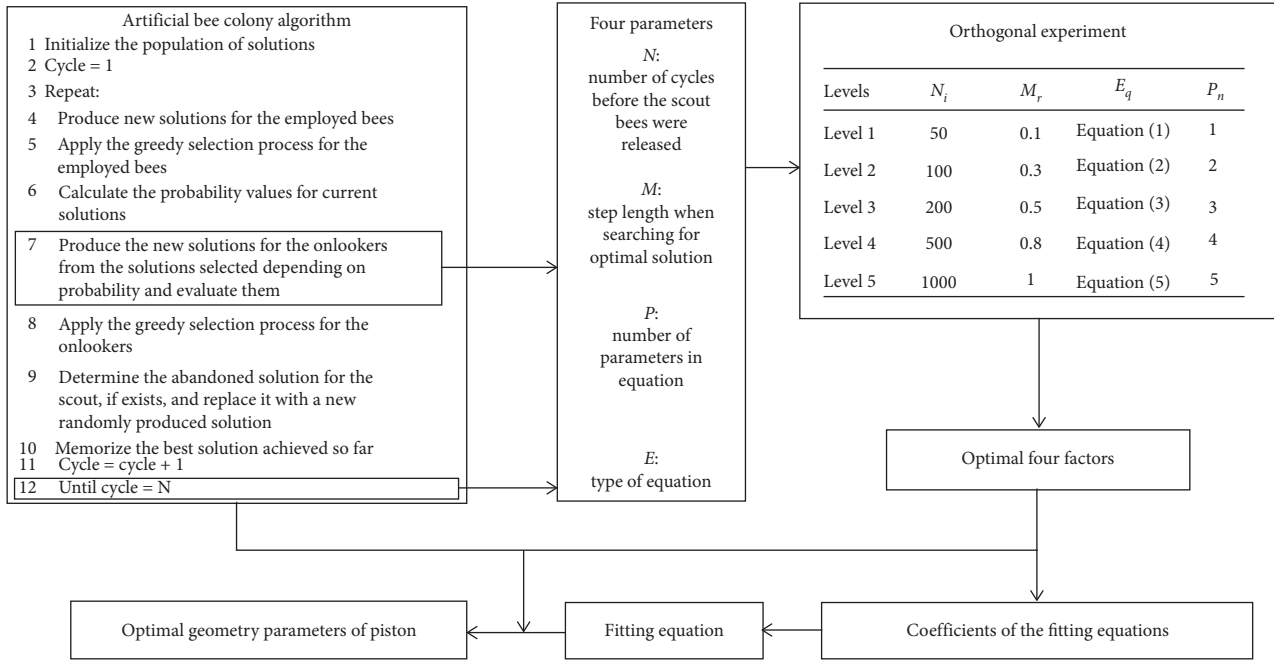 Artificial bee colony algorithm
1 Initialize the population of solutions
2 Cycle = 1
3 Repeat:
4 Produce new solutions for the employed bees
5 Apply the greedy selection process for the
employed bees
6 Calculate the probability values for current
solutions
7 Produce the new solutions for the onlookers
from the solutions selected depending on
probability and evaluate them
8 Apply the greedy selection process for the
onlookers
9 Determine the abandoned solution for the
scout, if exists, and replace it with a new
randomly produced solution
10 Memorize the best solution achieved so far
11 Cycle = cycle + 1
12 Until cycle = N
Four parameters
N:
number of cycles
before the scout
bees were
released
M:
step length when
searching for
optimal solution
P:
number of
parameters in
equation
E:
type of equation
Orthogonal experiment
Levels N_i M_r E_q P_n
Level 1 50 0.1 Equation (1) 1
Level 2 100 0.3 Equation (2) 2
Level 3 200 0.5 Equation (3) 3
Level 4 500 0.8 Equation (4) 4
Level 5 1000 1 Equation (5) 5
Optimal four factors
Optimal geometry parameters of piston
Fitting equation
Coefficients of the fitting equations